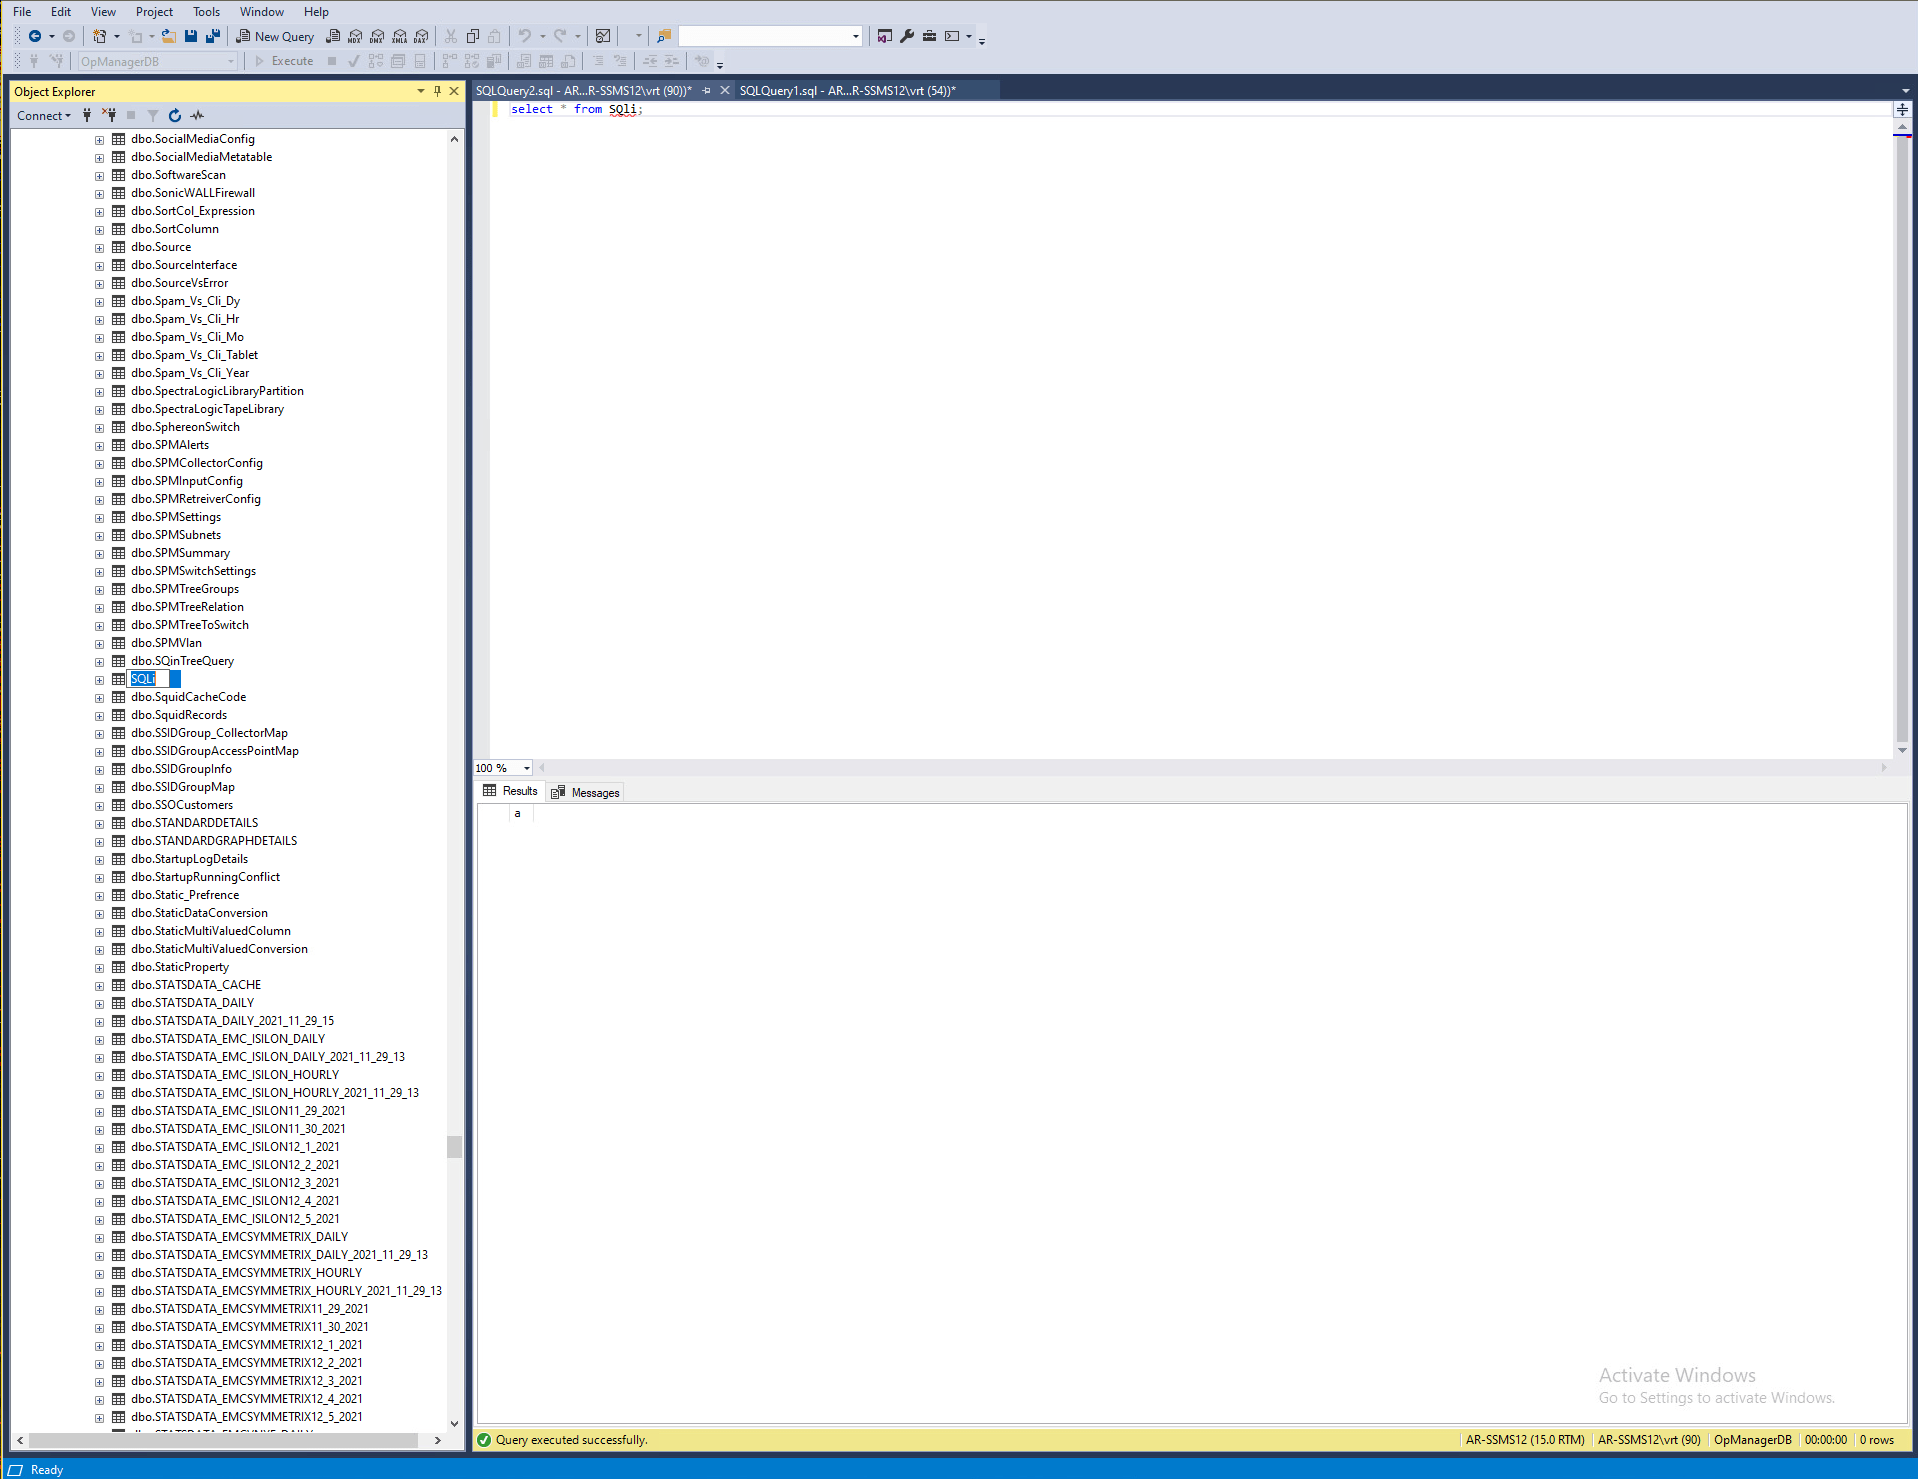 File Edit View Project Tools Window Help
New Query MDX DMX XMLA DAX
OpManagerDB Execute
Object Explorer
Connect
dbo.SocialMediaConfig
dbo.SocialMediaMetatable
dbo.SoftwareScan
dbo.SonicWALLFirewall
dbo.SortCol_Expression
dbo.SortColumn
dbo.Source
dbo.SourceInterface
dbo.SourceVsError
dbo.Spam_Vs_Cli_Dy
dbo.Spam_Vs_Cli_Hr
dbo.Spam_Vs_Cli_Mo
dbo.Spam_Vs_Cli_Tablet
dbo.Spam_Vs_Cli_Year
dbo.SpectraLogicLibraryPartition
dbo.SpectraLogicTapeLibrary
dbo.SphereonSwitch
dbo.SPMAlerts
dbo.SPMCollectorConfig
dbo.SPMInputConfig
dbo.SPMRetreiverConfig
dbo.SPMSettings
dbo.SPMSubnets
dbo.SPMSummary
dbo.SPMSwitchSettings
dbo.SPMTreeGroups
dbo.SPMTreeRelation
dbo.SPMTreeToSwitch
dbo.SPMVlan
dbo.SQinTreeQuery
SQLi
dbo.SquidCacheCode
dbo.SquidRecords
dbo.SSIDGroup_CollectorMap
dbo.SSIDGroupAccessPointMap
dbo.SSIDGroupInfo
dbo.SSIDGroupMap
dbo.SSOCustomers
dbo.STANDARDDETAILS
dbo.STANDARDGRAPHDETAILS
dbo.StartupLogDetails
dbo.StartupRunningConflict
dbo.Static_Prefrence
dbo.StaticDataConversion
dbo.StaticMultiValuedColumn
dbo.StaticMultiValuedConversion
dbo.StaticProperty
dbo.STATSDATA_CACHE
dbo.STATSDATA_DAILY
dbo.STATSDATA_DAILY_2021_11_29_15
dbo.STATSDATA_EMC_ISILON_DAILY
dbo.STATSDATA_EMC_ISILON_DAILY_2021_11_29_13
dbo.STATSDATA_EMC_ISILON_HOURLY
dbo.STATSDATA_EMC_ISILON_HOURLY_2021_11_29_13
dbo.STATSDATA_EMC_ISILON11_29_2021
dbo.STATSDATA_EMC_ISILON11_30_2021
dbo.STATSDATA_EMC_ISILON12_1_2021
dbo.STATSDATA_EMC_ISILON12_2_2021
dbo.STATSDATA_EMC_ISILON12_3_2021
dbo.STATSDATA_EMC_ISILON12_4_2021
dbo.STATSDATA_EMC_ISILON12_5_2021
dbo.STATSDATA_EMCSYMMETRIX_DAILY
dbo.STATSDATA_EMCSYMMETRIX_DAILY_2021_11_29_13
dbo.STATSDATA_EMCSYMMETRIX_HOURLY
dbo.STATSDATA_EMCSYMMETRIX_HOURLY_2021_11_29_13
dbo.STATSDATA_EMCSYMMETRIX11_29_2021
dbo.STATSDATA_EMCSYMMETRIX11_30_2021
dbo.STATSDATA_EMCSYMMETRIX12_1_2021
dbo.STATSDATA_EMCSYMMETRIX12_2_2021
dbo.STATSDATA_EMCSYMMETRIX12_3_2021
dbo.STATSDATA_EMCSYMMETRIX12_4_2021
dbo.STATSDATA_EMCSYMMETRIX12_5_2021
SQLQuery2.sql - AR...R-SSMS12\vrt (90))* SQLQuery1.sql - AR...R-SSMS12\vrt (54))*
select * from SQli;
100 %
Results Messages
a
Activate Windows
Go to Settings to activate Windows.
Query executed successfully. AR-SSMS12 (15.0 RTM) AR-SSMS12\vrt (90) OpManagerDB 00:00:00 0 rows
Ready